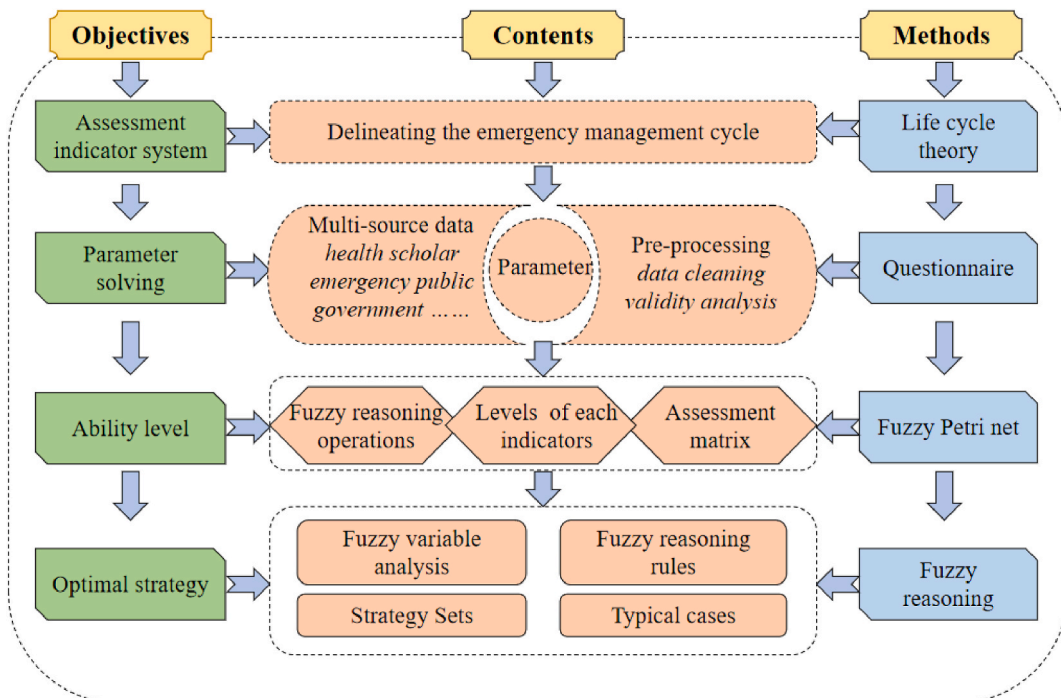 Objectives
Contents
Methods
Assessment
indicator system
Delineating the emergency management cycle
Life cycle
theory
Parameter
solving
Multi-source data
health scholar
emergency public
government ……
Parameter
Pre-processing
data cleaning
validity analysis
Questionnaire
Ability level
Fuzzy reasoning
operations
Levels of each
indicators
Assessment
matrix
Fuzzy Petri net
Optimal strategy
Fuzzy variable
analysis
Fuzzy reasoning
rules
Strategy Sets
Typical cases
Fuzzy
reasoning